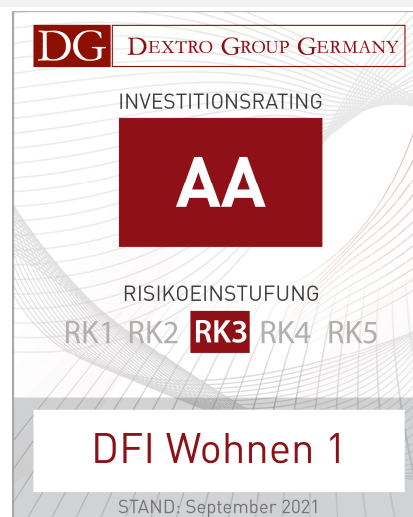 DG DEXTRO GROUP GERMANY
INVESTITIONSRATING
AA
RISIKOEINSTUFUNG
RK1 RK2 RK3 RK4 RK5
DFI Wohnen 1
STAND: September 2021